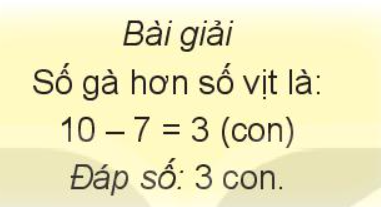 Bài giải
Số gà hơn số vịt là:
10 – 7 = 3 (con)
Đáp số: 3 con.